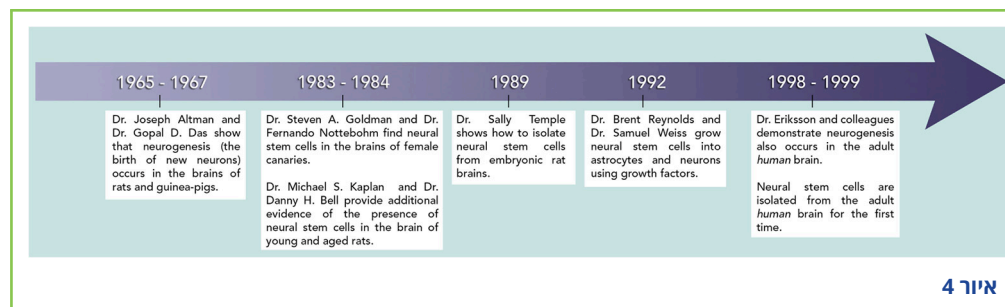 1965 - 1967
Dr. Joseph Altman and
Dr. Gopal D. Das show
that neurogenesis (the
birth of new neurons)
occurs in the brains of
rats and guinea-pigs.
1983 - 1984
Dr. Steven A. Goldman and Dr.
Fernando Nottebohm find neural
stem cells in the brains of female
canaries.
Dr. Michael S. Kaplan and Dr.
Danny H. Bell provide additional
evidence of the presence of
neural stem cells in the brain of
young and aged rats.
1989
Dr. Sally Temple
shows how to isolate
neural stem cells
from embryonic rat
brains.
1992
Dr. Brent Reynolds and
Dr. Samuel Weiss grow
neural stem cells into
astrocytes and neurons
using growth factors.
1998 - 1999
Dr. Eriksson and colleagues
demonstrate neurogenesis
also occurs in the adult
human brain.
Neural stem cells are
isolated from the adult
human brain for the first
time.
איור 4